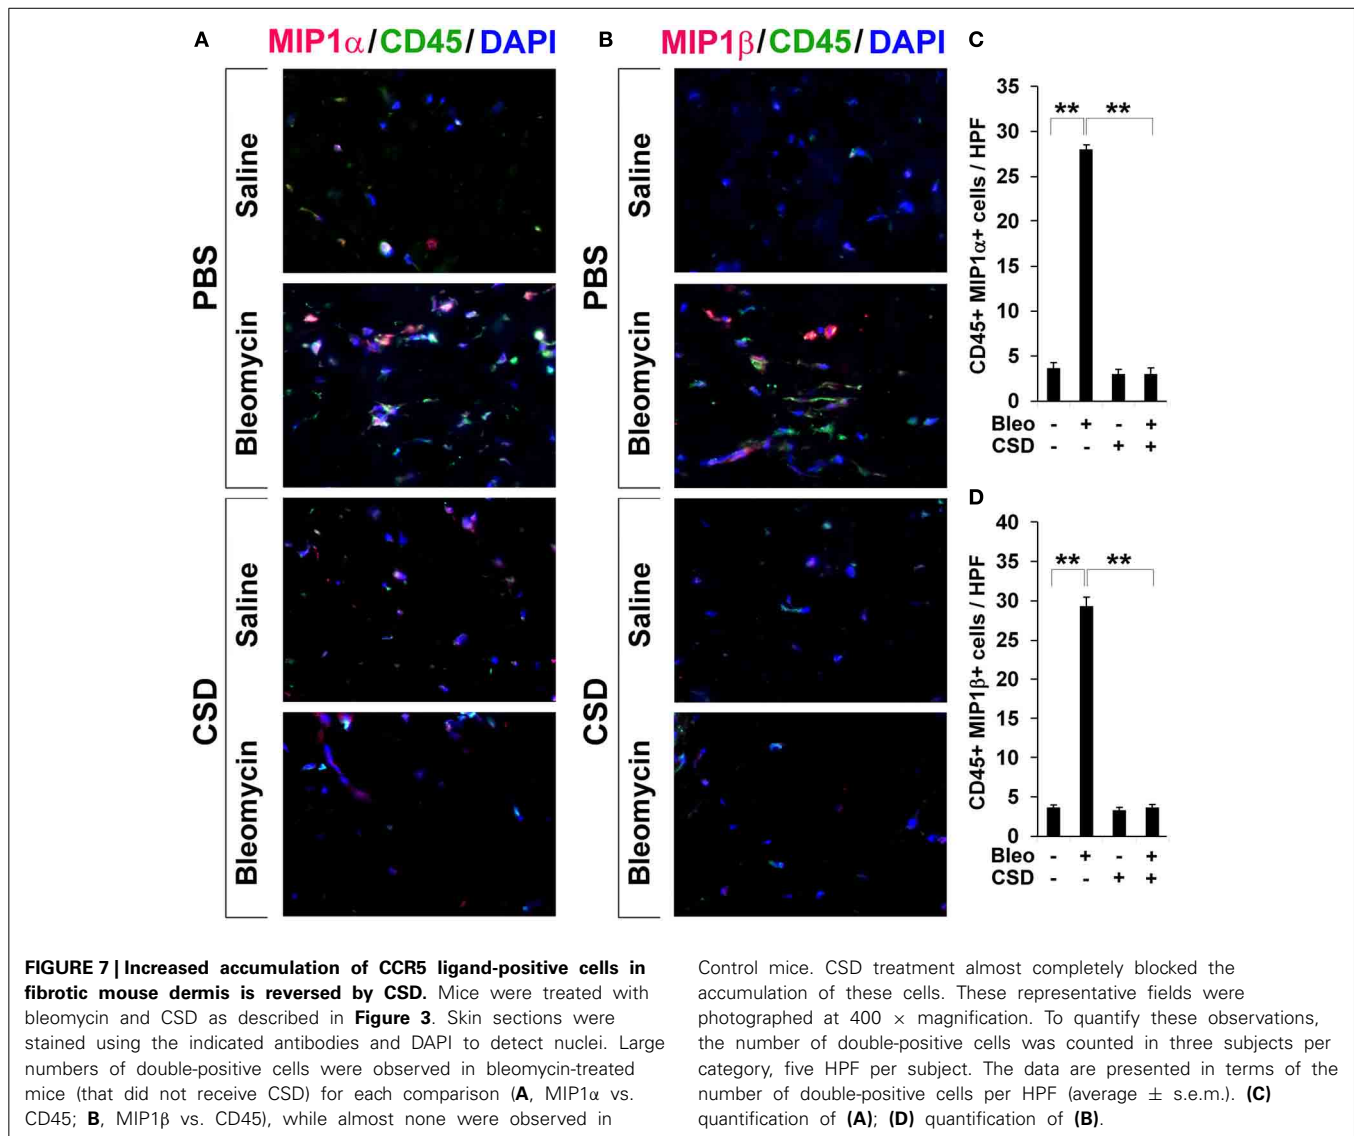 A
MIP1α/CD45/DAPI
PBS
Saline
Bleomycin
CSD
Saline
Bleomycin
B
MIP1β/CD45/DAPI
PBS
Saline
Bleomycin
CSD
Saline
Bleomycin
C
CD45+ MIP1α+ cells / HPF
35
30
25
20
15
10
5
0
** **
Bleo - + - +
CSD - - + +
D
CD45+ MIP1β+ cells / HPF
40
35
30
25
20
15
10
5
0
** **
Bleo - + - +
CSD - - + +
FIGURE 7 | Increased accumulation of CCR5 ligand-positive cells in
fibrotic mouse dermis is reversed by CSD. Mice were treated with
bleomycin and CSD as described in Figure 3. Skin sections were
stained using the indicated antibodies and DAPI to detect nuclei. Large
numbers of double-positive cells were observed in bleomycin-treated
mice (that did not receive CSD) for each comparison (A, MIP1α vs.
CD45; B, MIP1β vs. CD45), while almost none were observed in
Control mice. CSD treatment almost completely blocked the
accumulation of these cells. These representative fields were
photographed at 400 × magnification. To quantify these observations,
the number of double-positive cells was counted in three subjects per
category, five HPF per subject. The data are presented in terms of the
number of double-positive cells per HPF (average ± s.e.m.). (C)
quantification of (A); (D) quantification of (B).